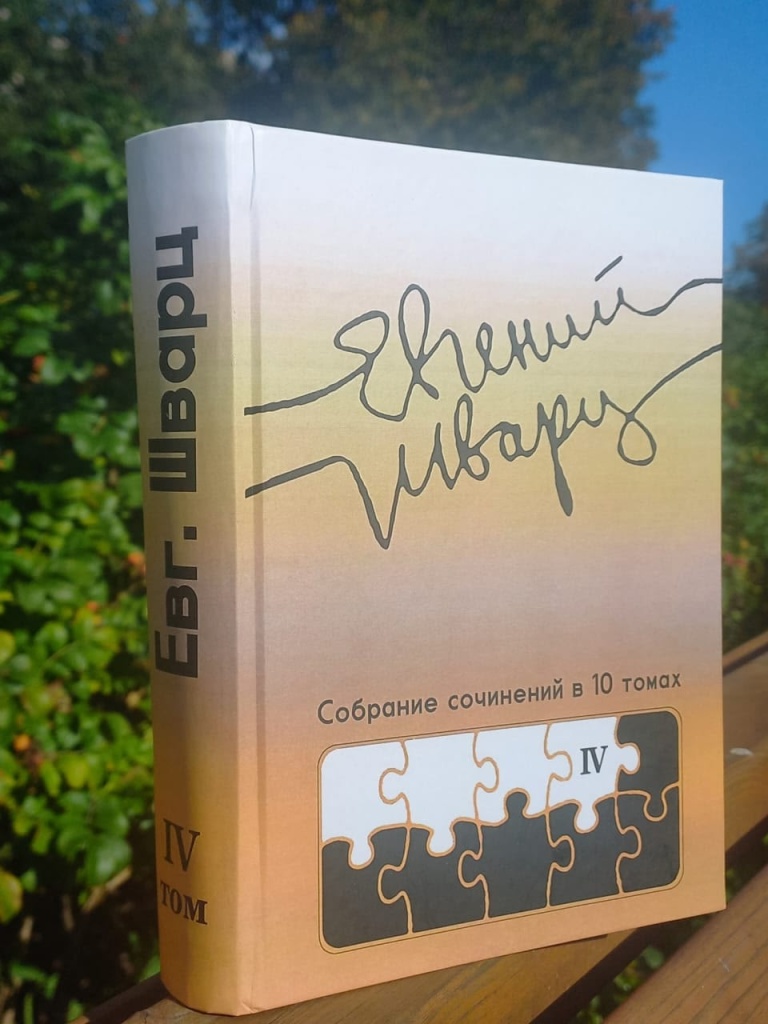 Евг. Шварц
IV
ТОМ
Евгений
Шварц
Собрание сочинений в 10 томах
IV